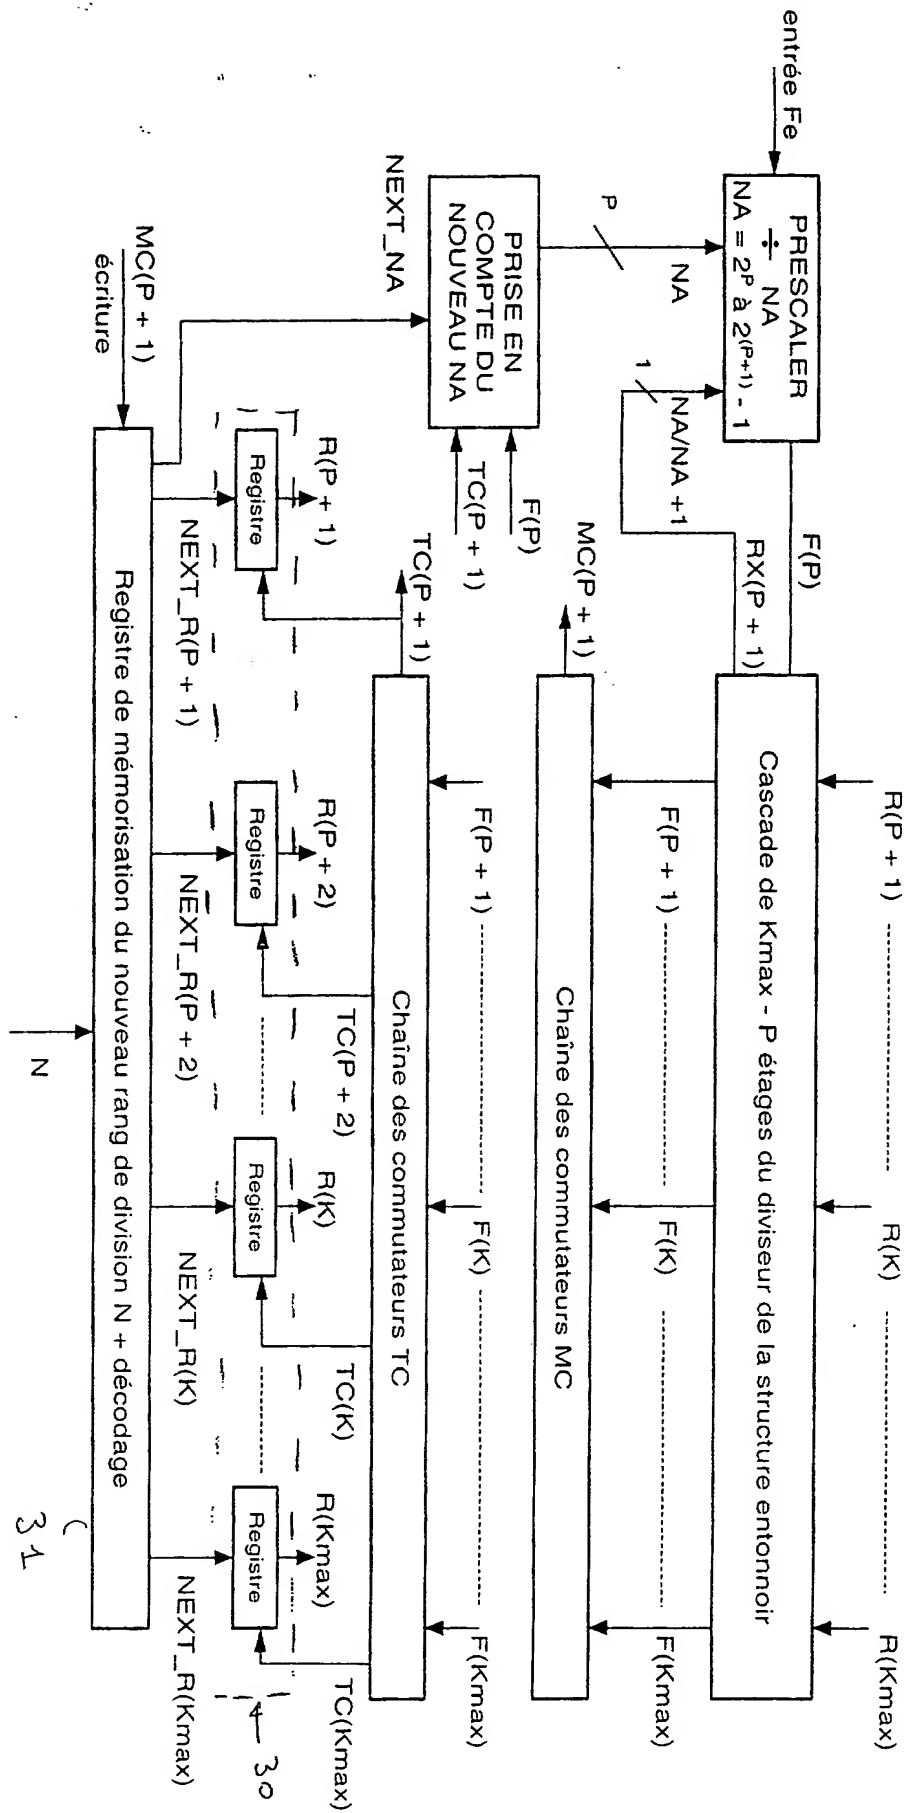 entrée Fe
PRESCALER
÷ NA
NA = 2^P à 2^(P+1) - 1
F(P)
RX(P + 1)
NA/NA +1
1
NA
P
PRISE EN
COMPTE DU
NOUVEAU NA
NEXT_NA
F(P)
TC(P + 1)
R(P + 1)
R(K)
R(Kmax)
Cascade de Kmax - P étages du diviseur de la structure entonnoir
F(P + 1)
F(K)
F(Kmax)
MC(P + 1)
Chaîne des commutateurs MC
F(P + 1)
F(K)
F(Kmax)
TC(P + 1)
Chaîne des commutateurs TC
TC(P + 2)
TC(K)
TC(Kmax)
R(P + 1)
R(P + 2)
R(K)
R(Kmax)
Registre
Registre
Registre
Registre
30
NEXT_R(P + 1)
NEXT_R(P + 2)
NEXT_R(K)
NEXT_R(Kmax)
MC(P + 1)
écriture
Registre de mémorisation du nouveau rang de division N + décodage
31
N